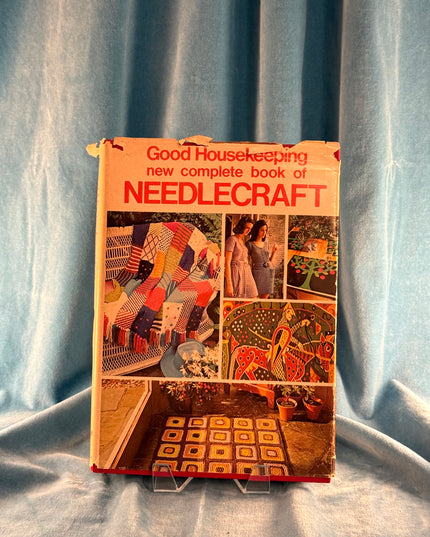 Good Housekeeping
new complete book of
NEEDLECRAFT